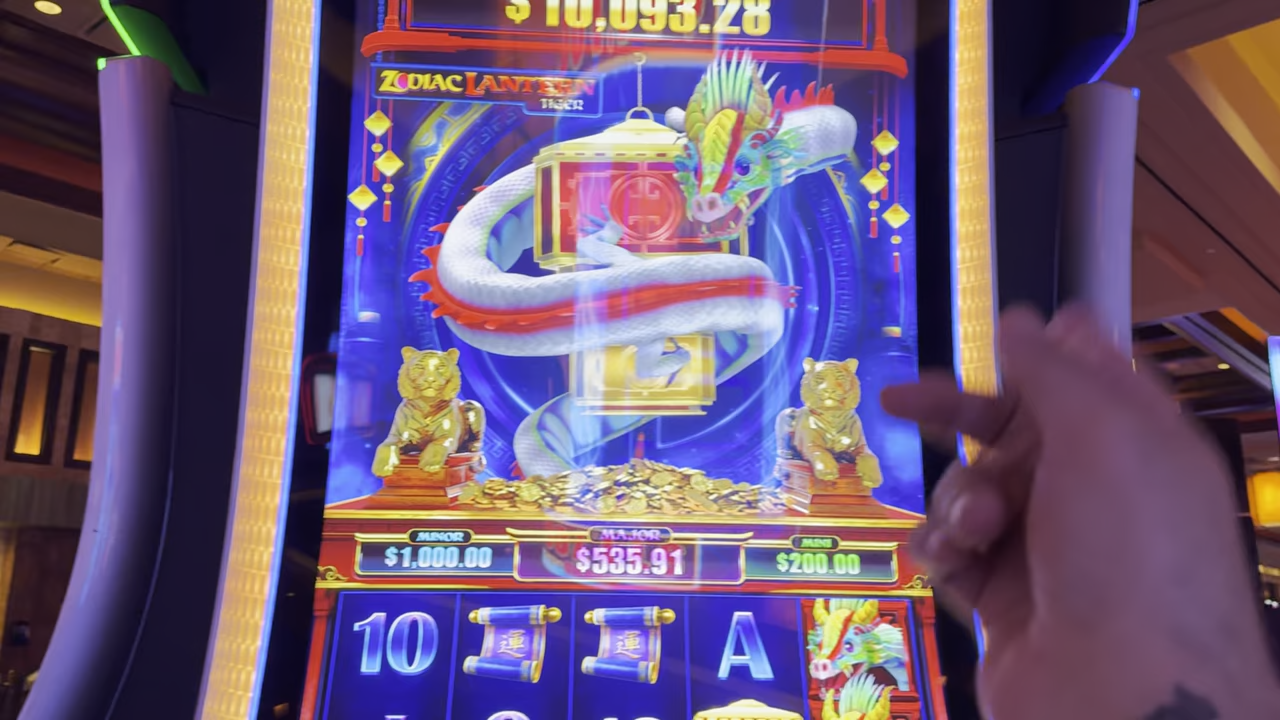 $10,093.28
ZODIAC LANTERN
TIGER
MINOR MAJOR MINI
$1,000.00 $535.91 $200.00
10 運 運 A